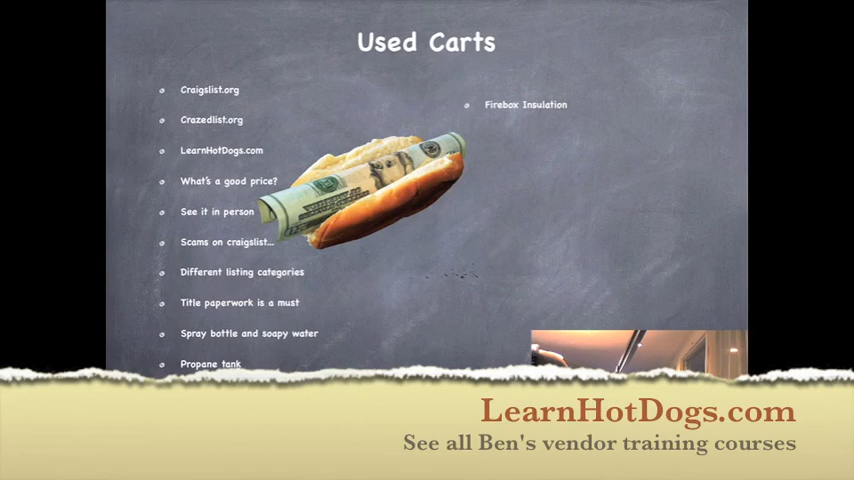 Used Carts
Craigslist.org
Crazedlist.org
LearnHotDogs.com
What's a good price?
See it in person
Scams on craigslist...
Different listing categories
Title paperwork is a must
Spray bottle and soapy water
Propane tank
Firebox Insulation
LearnHotDogs.com
See all Ben's vendor training courses